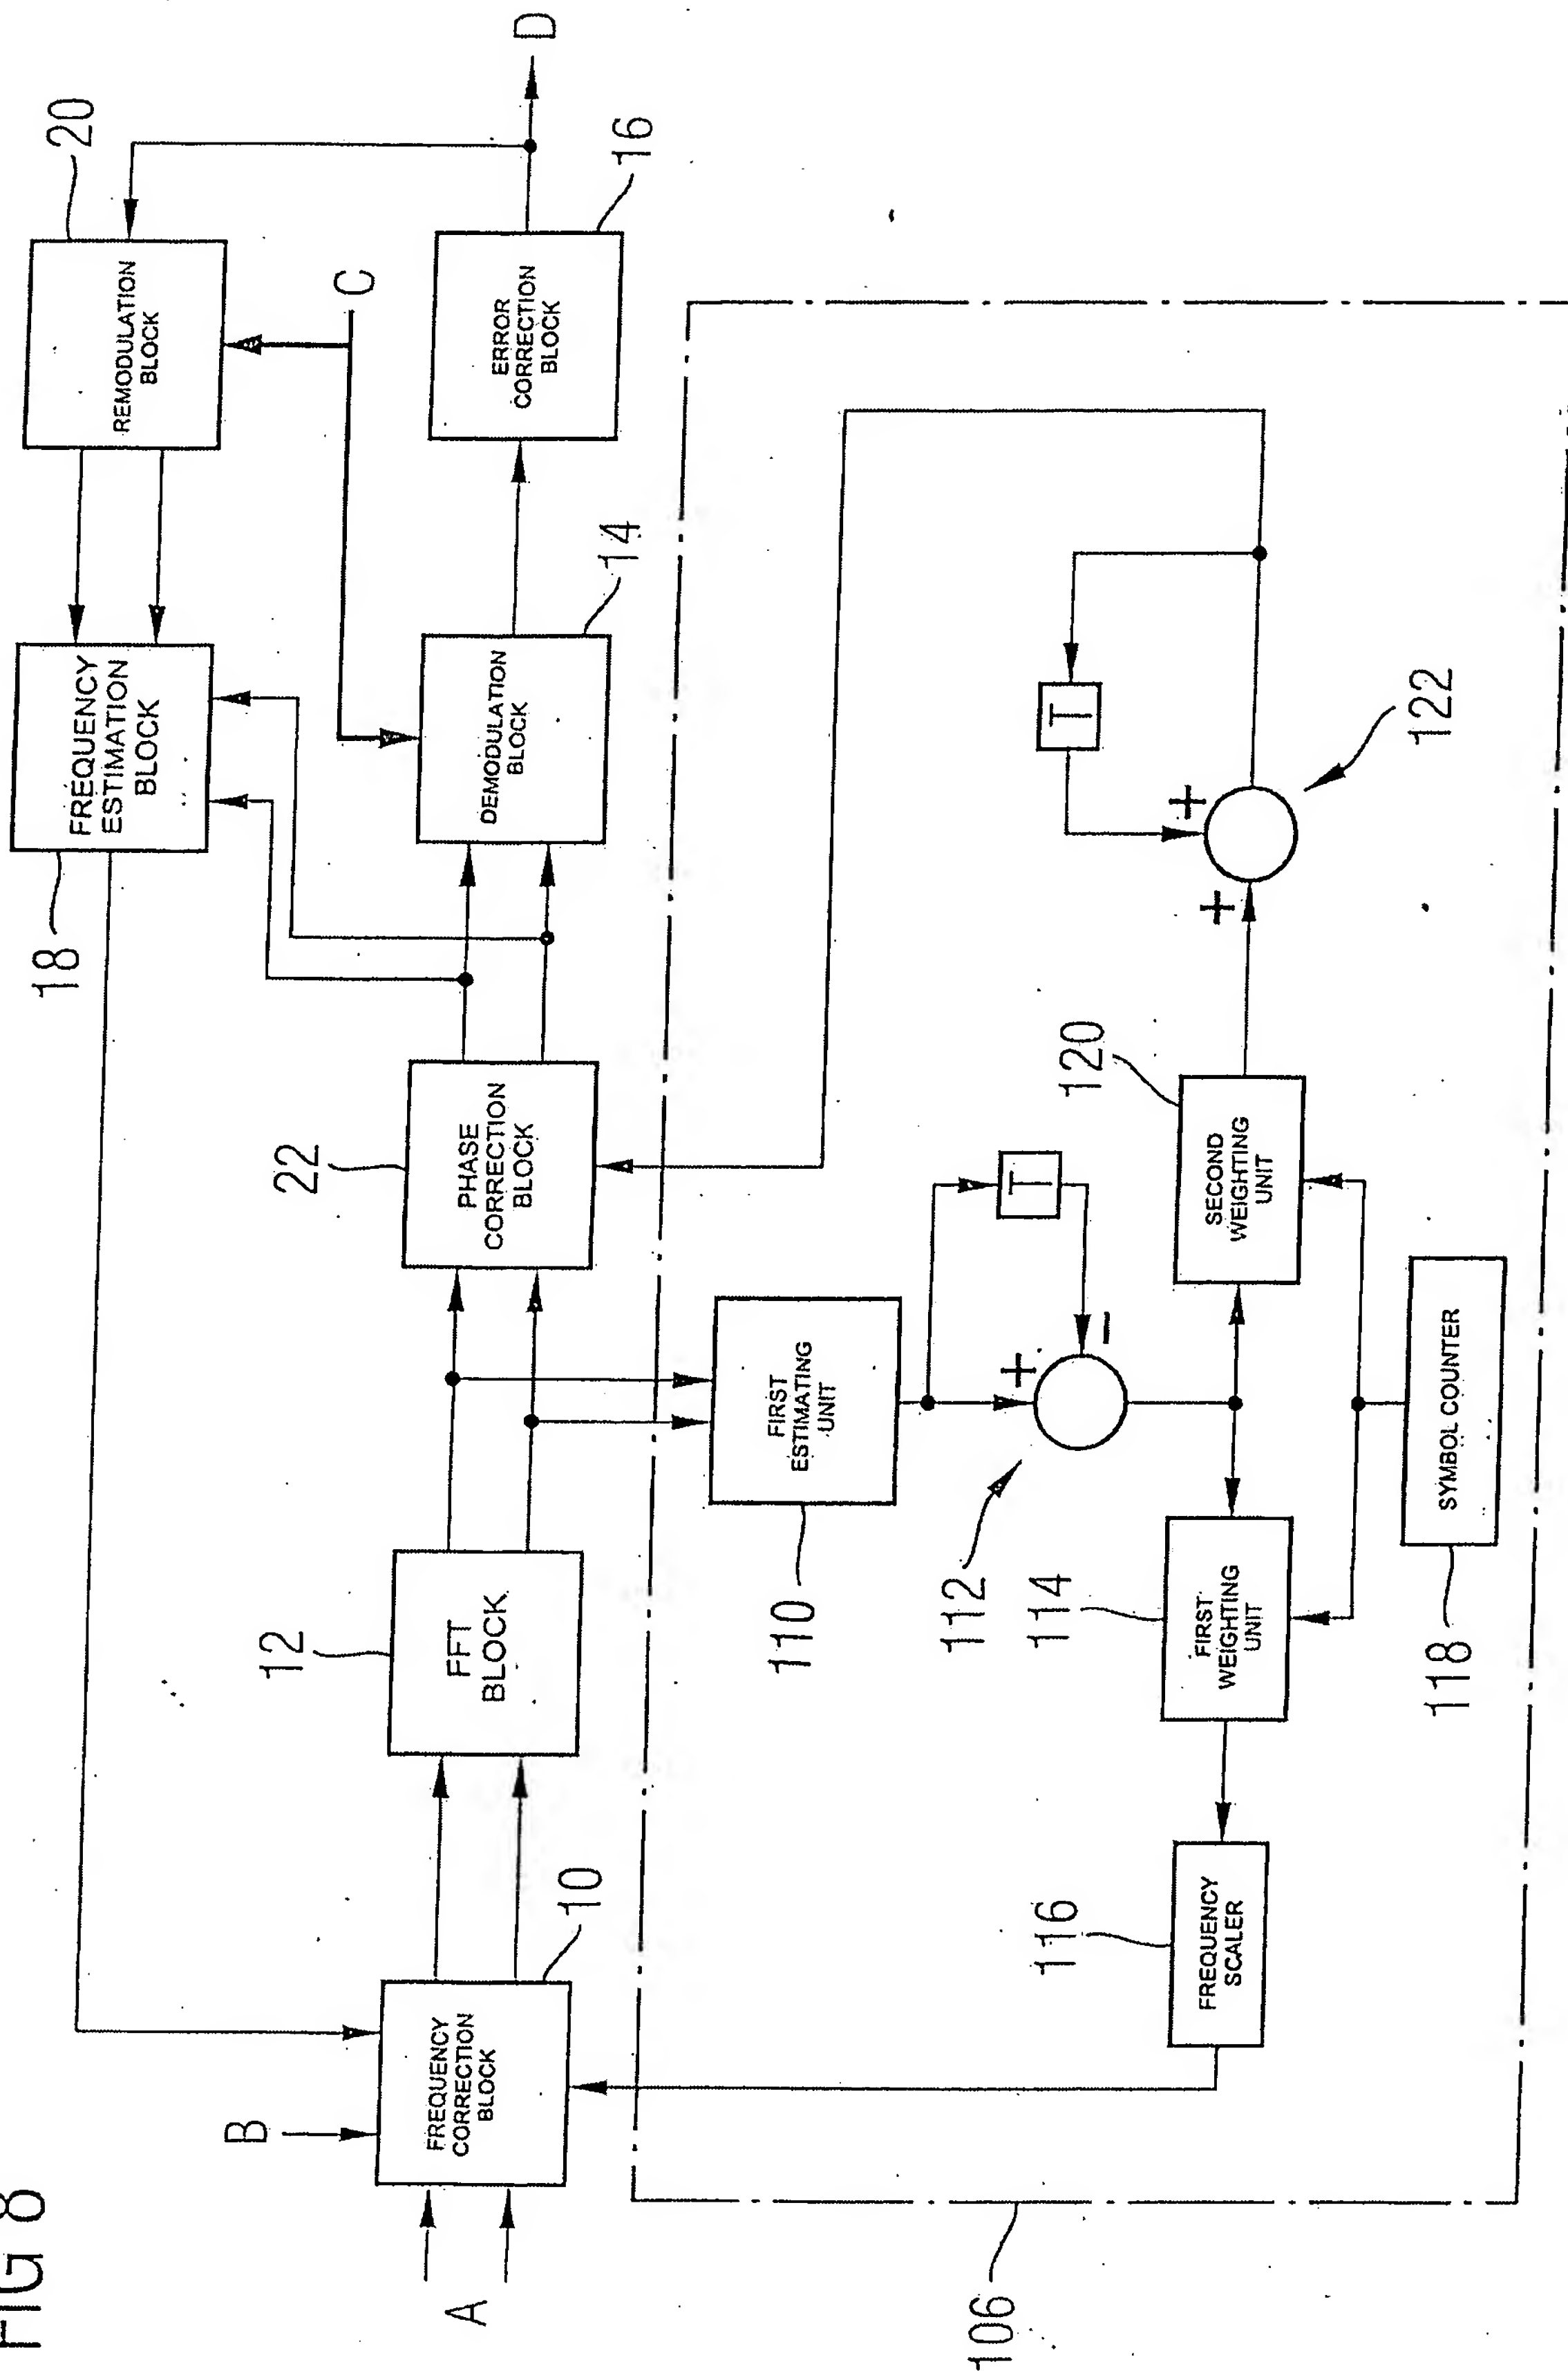 FIG 8
A
B
FREQUENCY
CORRECTION
BLOCK
10
12
FFT
BLOCK
22
PHASE
CORRECTION
BLOCK
18
FREQUENCY
ESTIMATION
BLOCK
DEMODULATION
BLOCK
14
20
REMODULATION
BLOCK
C
ERROR
CORRECTION
BLOCK
16
D
106
110
FIRST
ESTIMATING
UNIT
T
+
-
112
114
FIRST
WEIGHTING
UNIT
116
FREQUENCY
SCALER
118
SYMBOL COUNTER
120
SECOND
WEIGHTING
UNIT
+
+
T
122